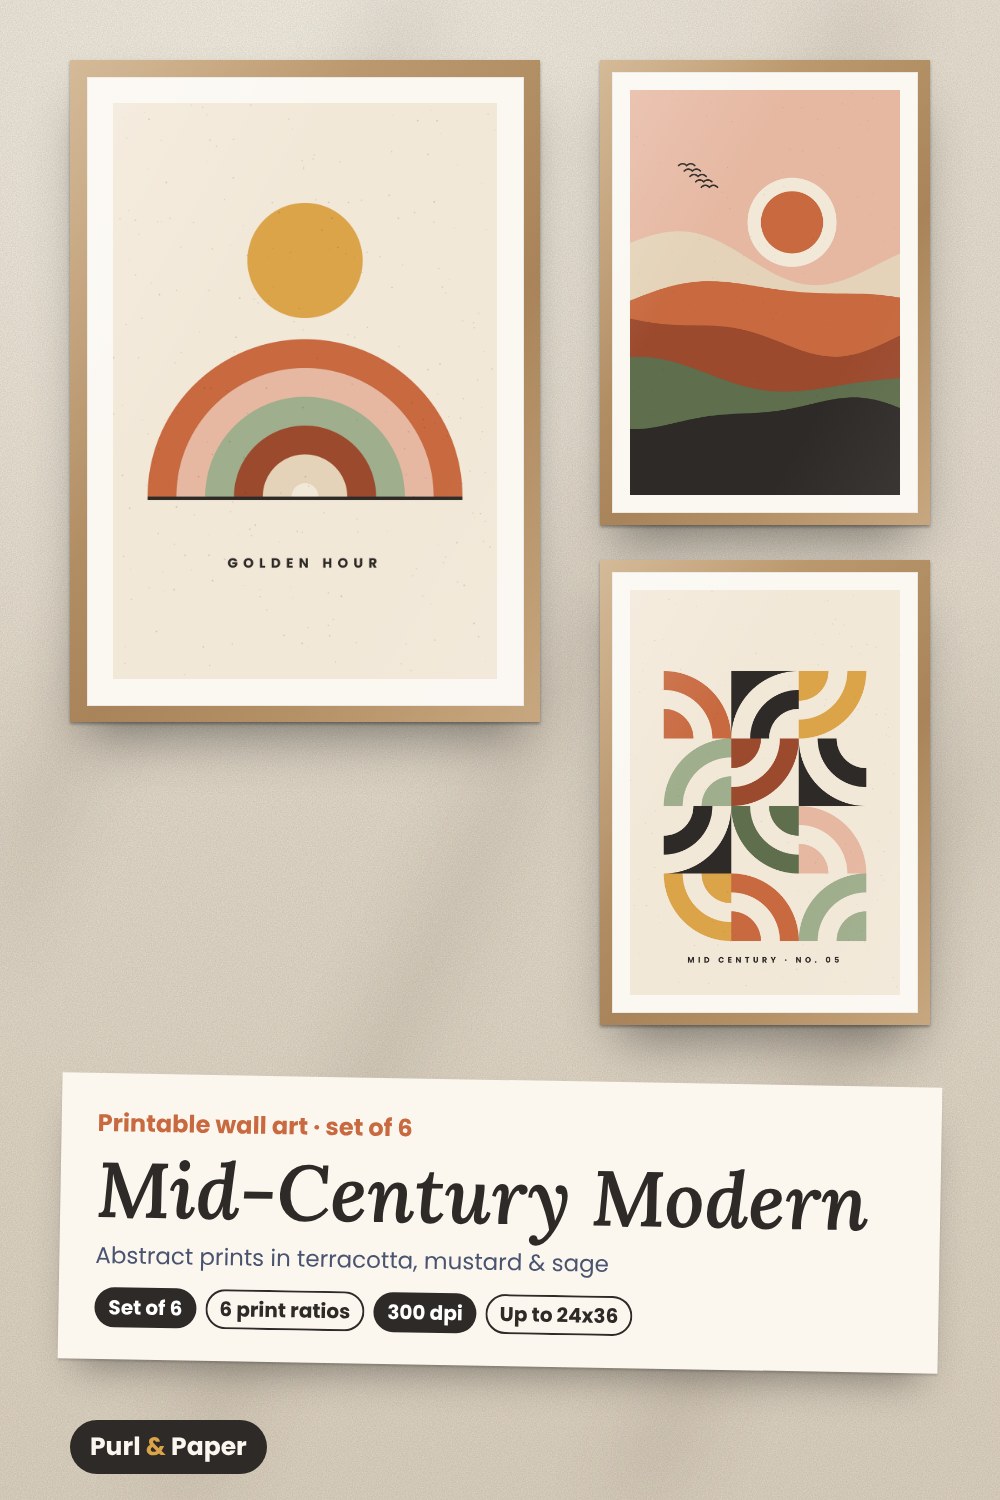 GOLDEN HOUR
MID CENTURY · NO. 05
Printable wall art · set of 6
Mid-Century Modern
Abstract prints in terracotta, mustard & sage
Set of 6
6 print ratios
300 dpi
Up to 24x36
Purl & Paper